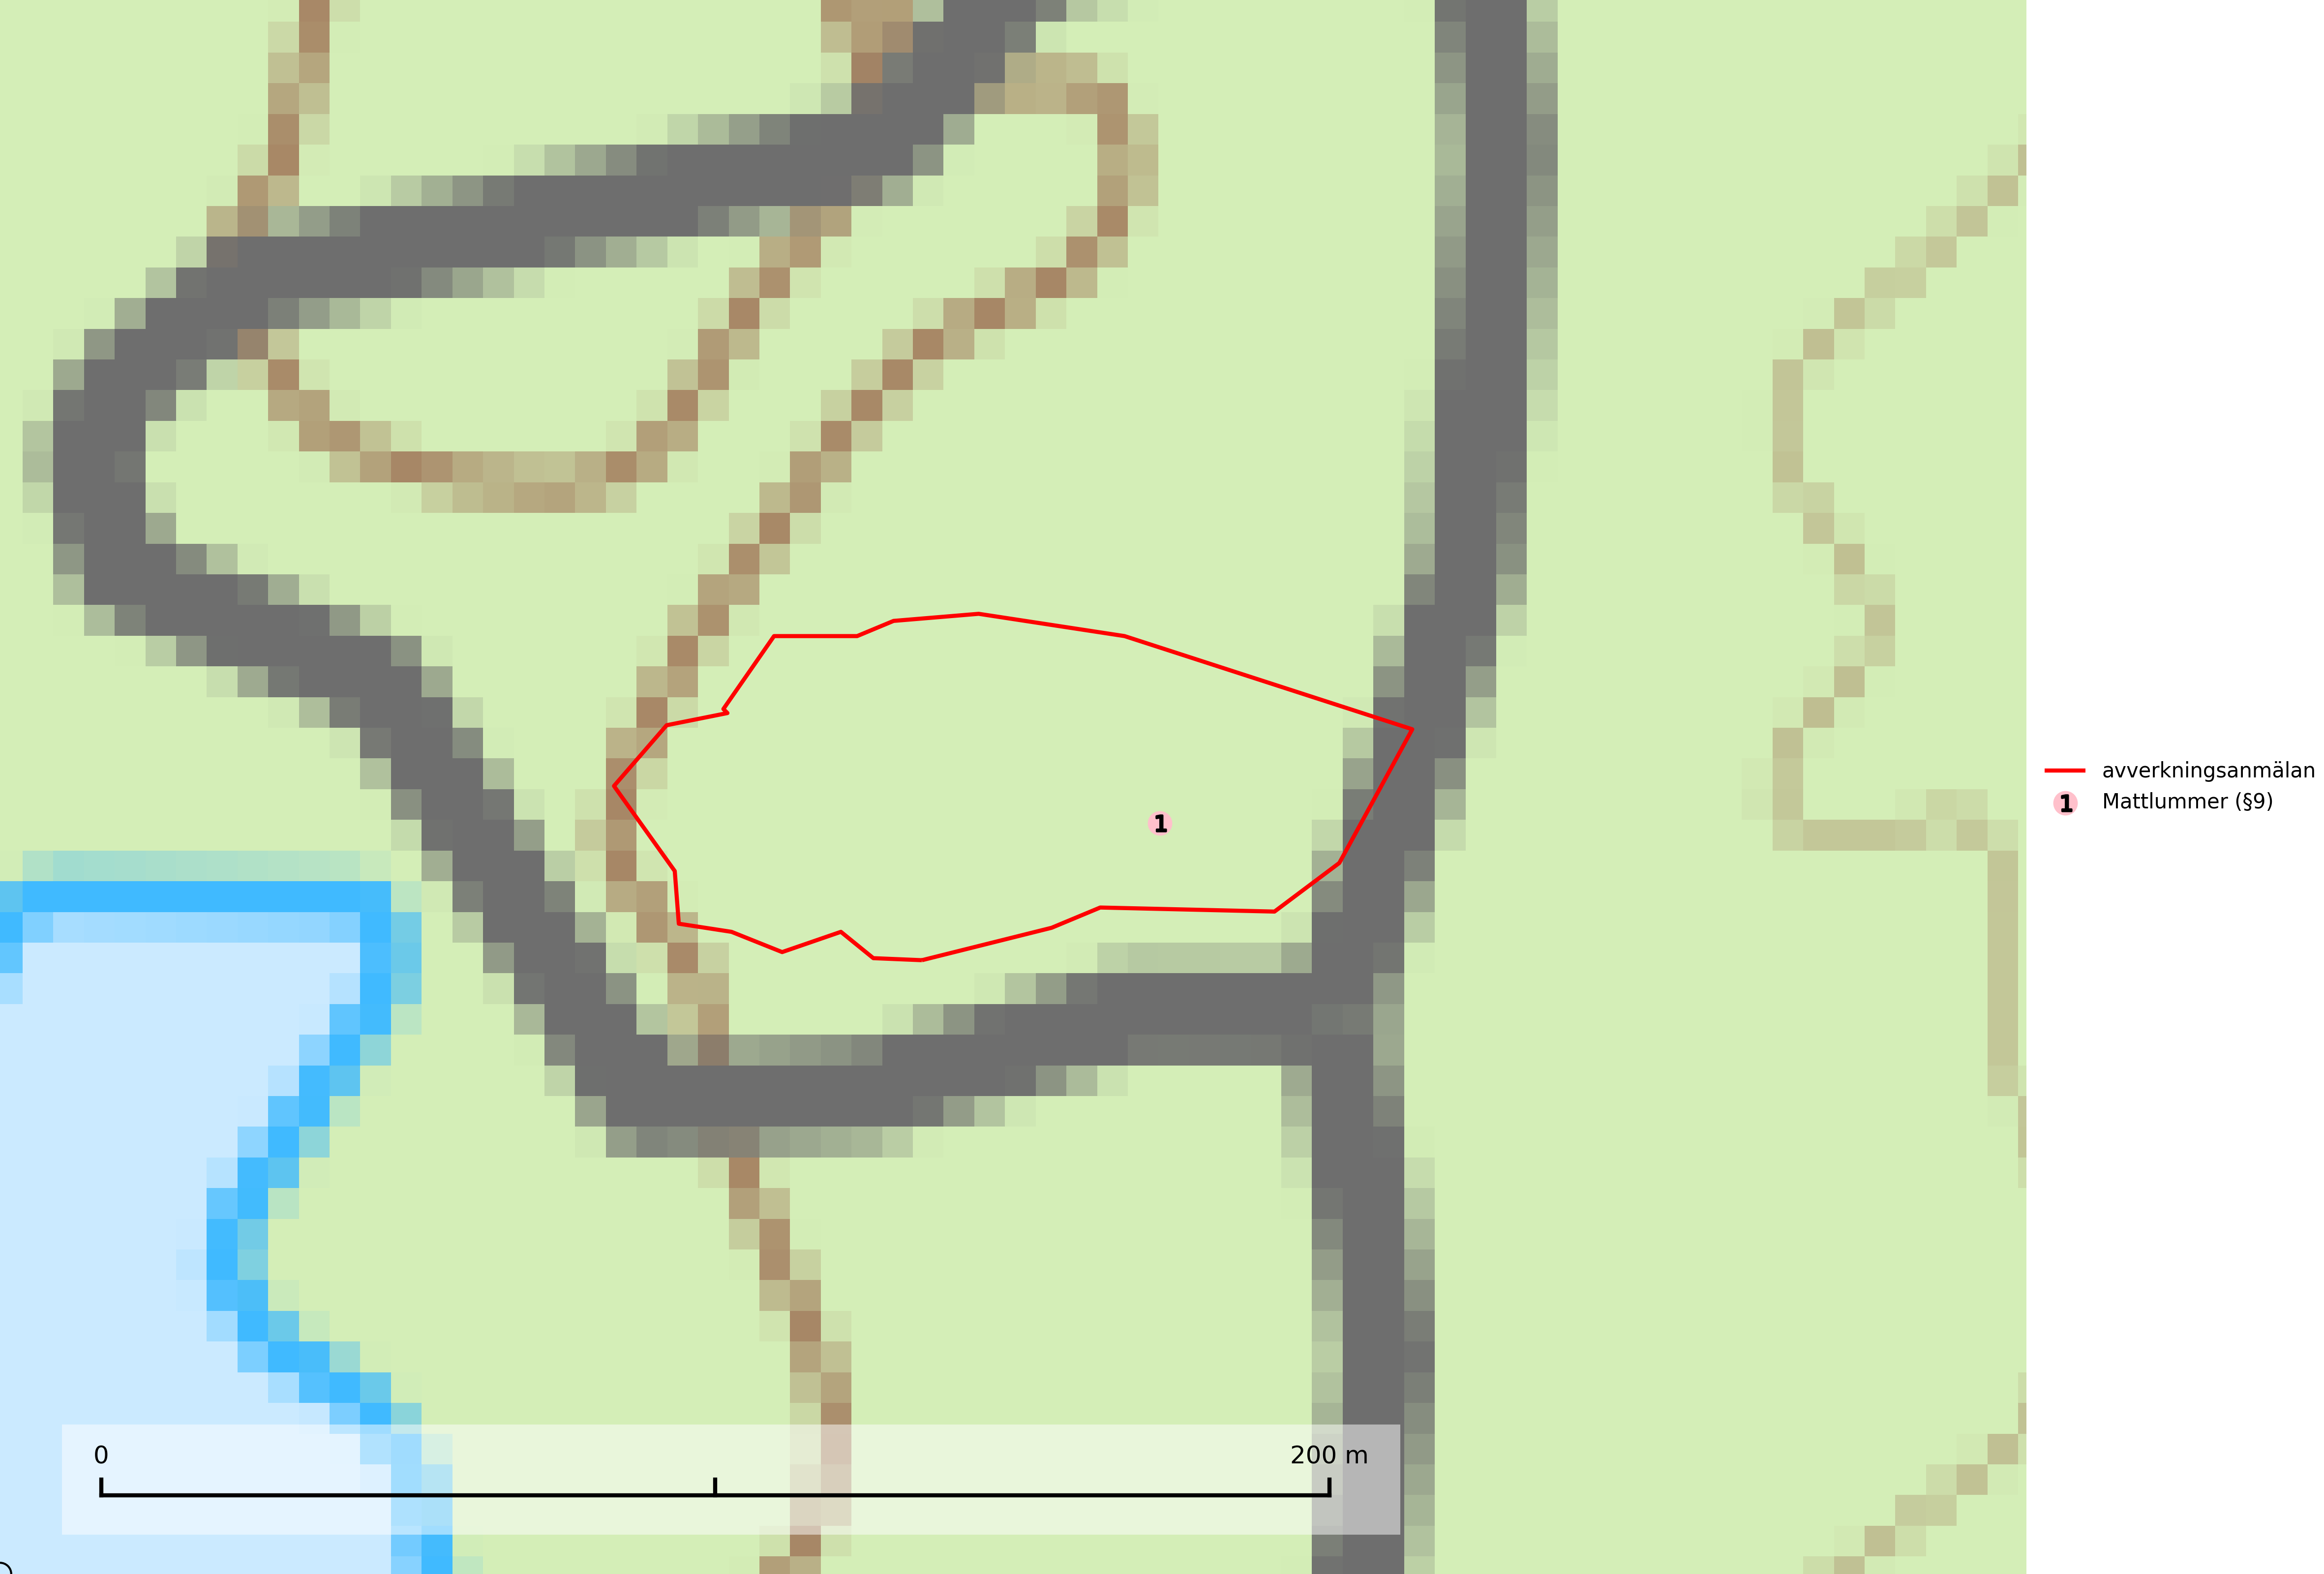 1
avverkningsanmälan
1 Mattlummer (§9)
0 200 m